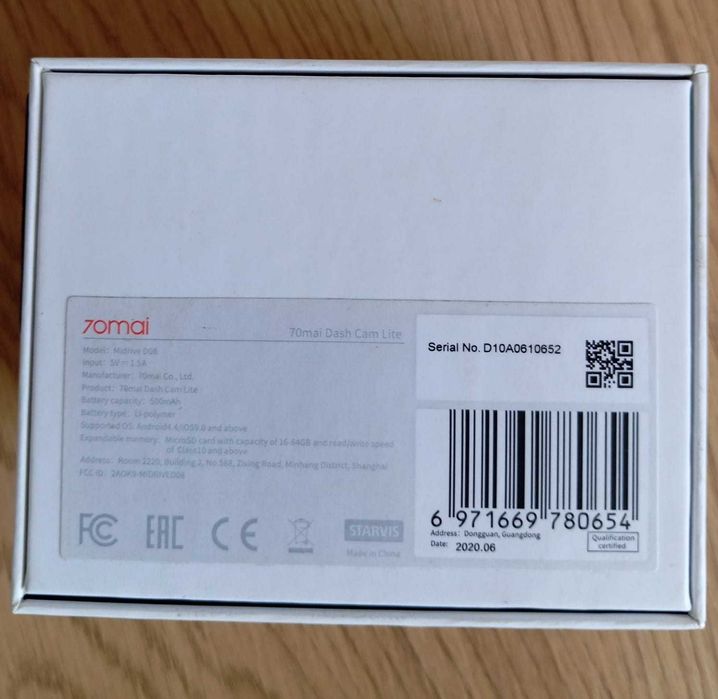 70mai
70mai Dash Cam Lite
Model: Midrive D08
Input: 5V⎓1.5A
Manufacturer: 70mai Co., Ltd.
Product: 70mai Dash Cam Lite
Battery capacity: 500mAh
Battery type: Li-polymer
Supported OS: Android4.4/iOS9.0 and above
Expandable memory: MicroSD card with capacity of 16-64GB and read/write speed
of Class10 and above
Address: Room 2220, Building 2, No.588, Zixing Road, Minhang District, Shanghai
FCC ID: 2AOK9-MIDRIVED08
FC EAC CE STARVIS
Made in China
Serial No. D10A0610652
6 971669 780654
Address: Dongguan, Guangdong
Date: 2020.06
Qualification
certified